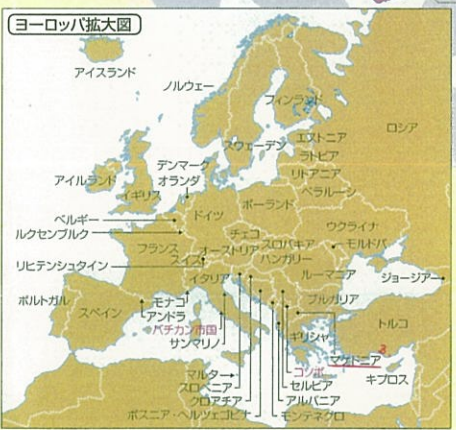 ヨーロッパ拡大図
アイスランド
ノルウェー
フィンランド
ロシア
スウェーデン
エストニア
ラトビア
リトアニア
デンマーク
オランダ
アイルランド
イギリス
ベラルーシ
ドイツ
ポーランド
ベルギー
ルクセンブルク
ウクライナ
チェコ
スロバキア
モルドバ
フランス
スイス
オーストリア
ハンガリー
リヒテンシュタイン
イタリア
ルーマニア
ジョージア
ポルトガル
スペイン
モナコ
アンドラ
バチカン市国
サンマリノ
ブルガリア
トルコ
ギリシャ
マケドニア
3
コソボ
マルター
スロベニア
セルビア
キプロス
クロアチア
アルバニア
ボスニア・ヘルツェゴビナ
モンテネグロ